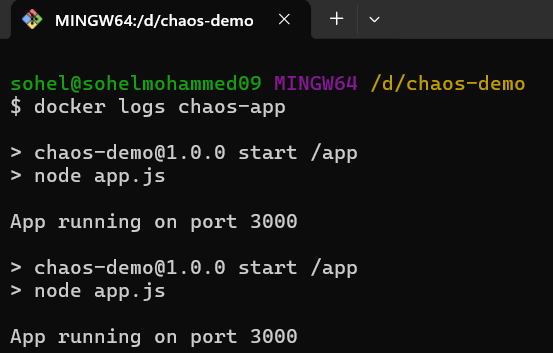 MINGW64:/d/chaos-demo
sohel@sohelmohammed09 MINGW64 /d/chaos-demo
$ docker logs chaos-app
> chaos-demo@1.0.0 start /app
> node app.js
App running on port 3000
> chaos-demo@1.0.0 start /app
> node app.js
App running on port 3000